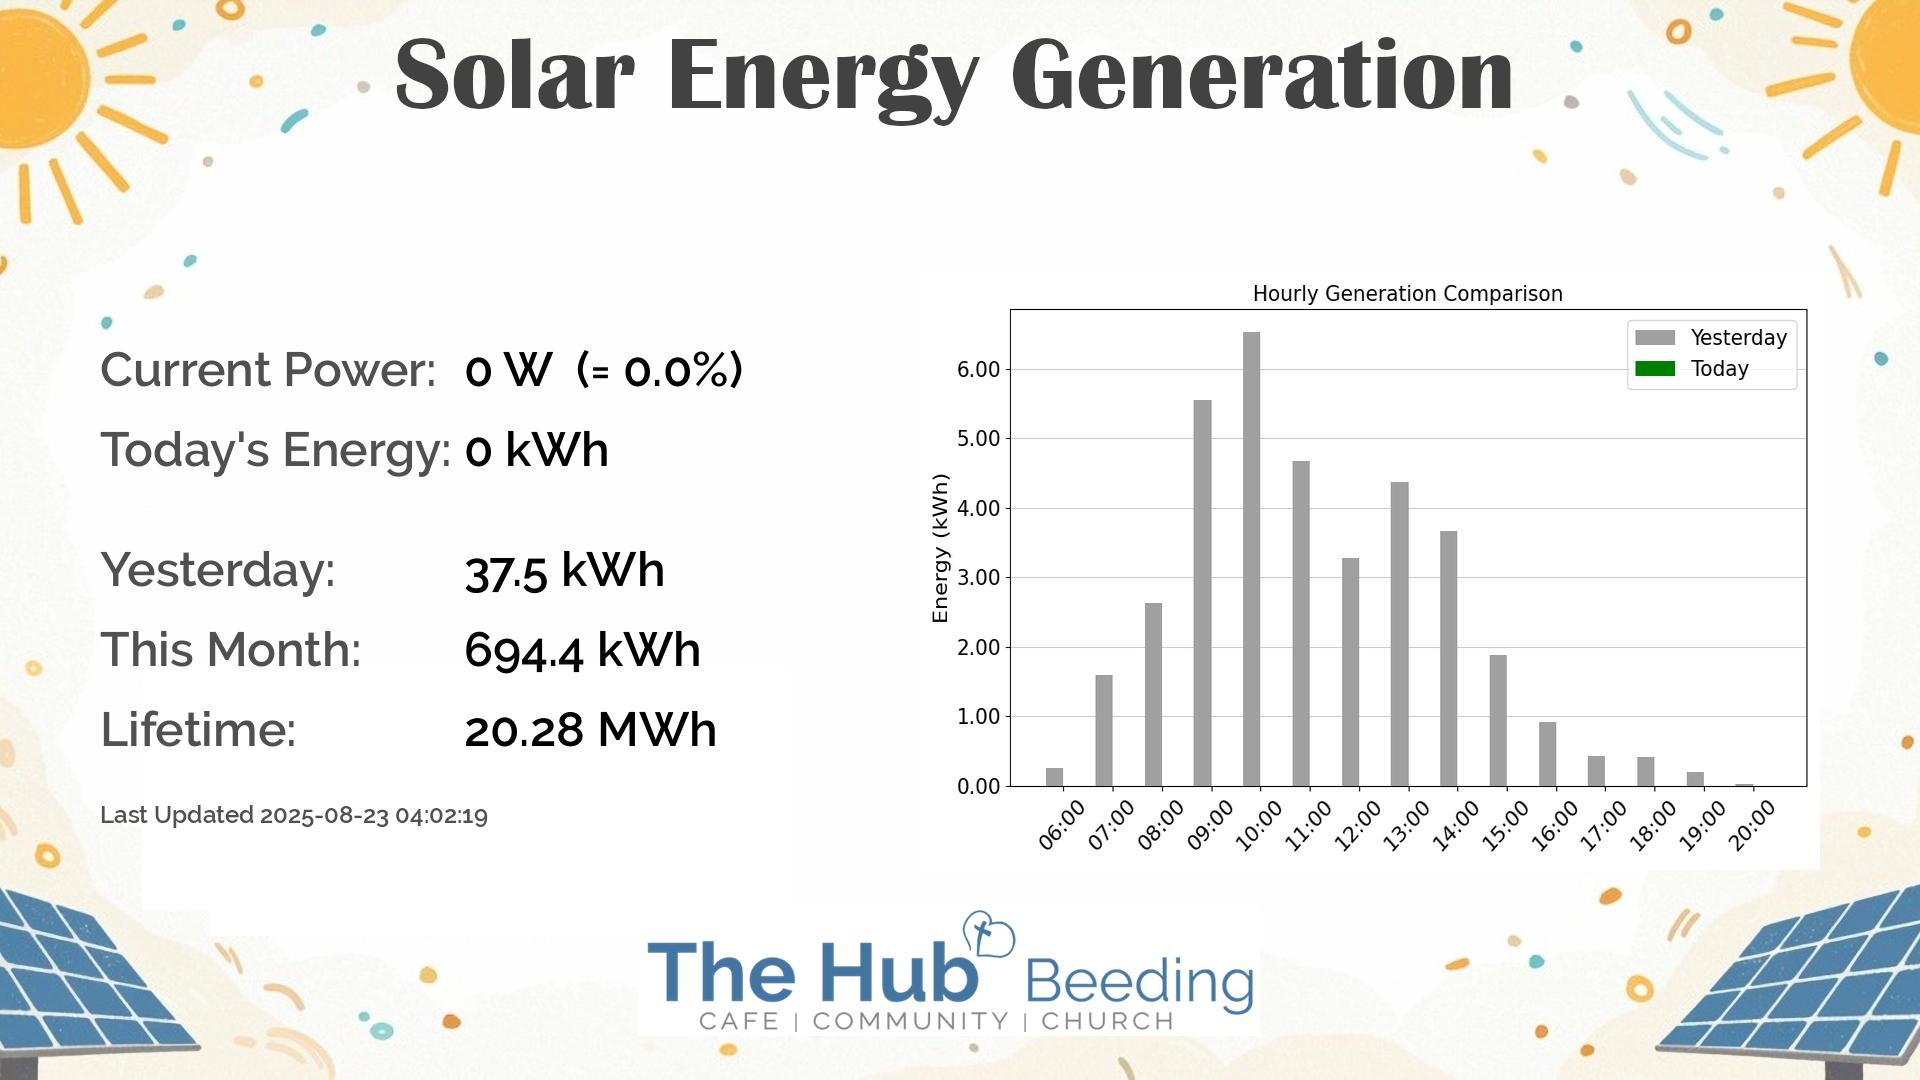 Solar Energy Generation
Current Power: 0 W (= 0.0%)
Today's Energy: 0 kWh
Yesterday: 37.5 kWh
This Month: 694.4 kWh
Lifetime: 20.28 MWh
Last Updated 2025-08-23 04:02:19
Hourly Generation Comparison
Yesterday
Today
Energy (kWh)
6.00
5.00
4.00
3.00
2.00
1.00
0.00
06:00 07:00 08:00 09:00 10:00 11:00 12:00 13:00 14:00 15:00 16:00 17:00 18:00 19:00 20:00
The Hub Beeding
CAFE | COMMUNITY | CHURCH